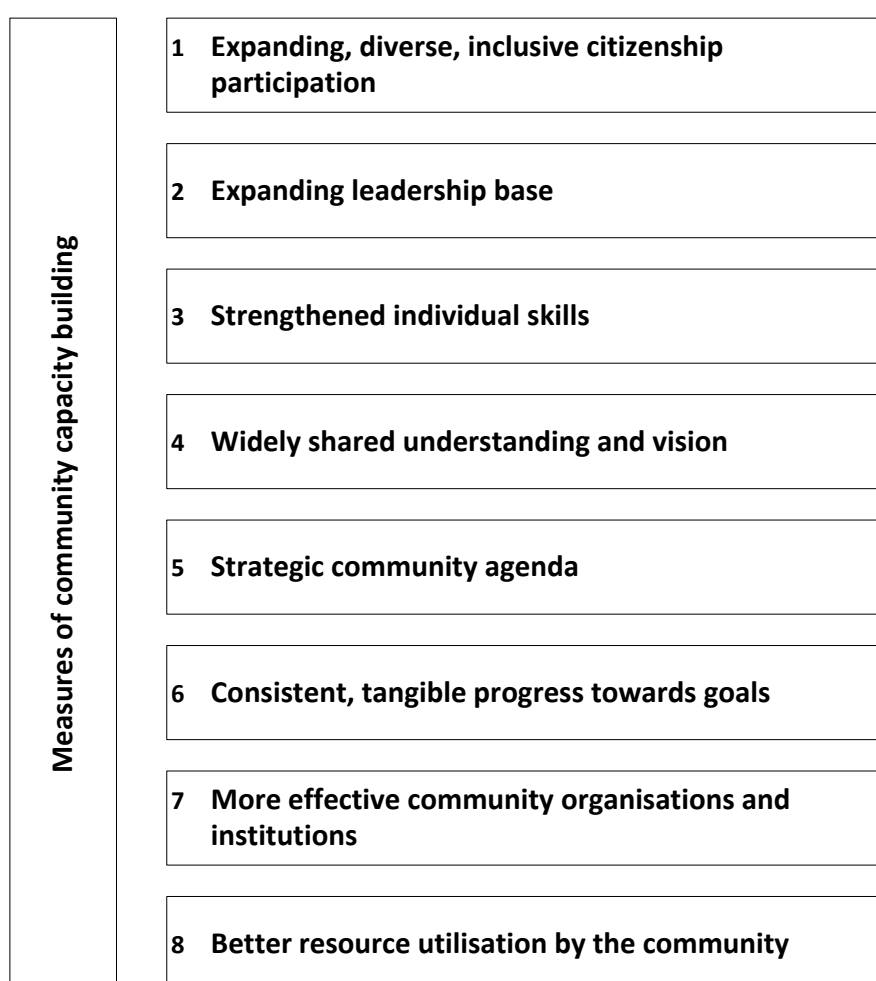 Measures of community capacity building
1 Expanding, diverse, inclusive citizenship
participation
2 Expanding leadership base
3 Strengthened individual skills
4 Widely shared understanding and vision
5 Strategic community agenda
6 Consistent, tangible progress towards goals
7 More effective community organisations and
institutions
8 Better resource utilisation by the community